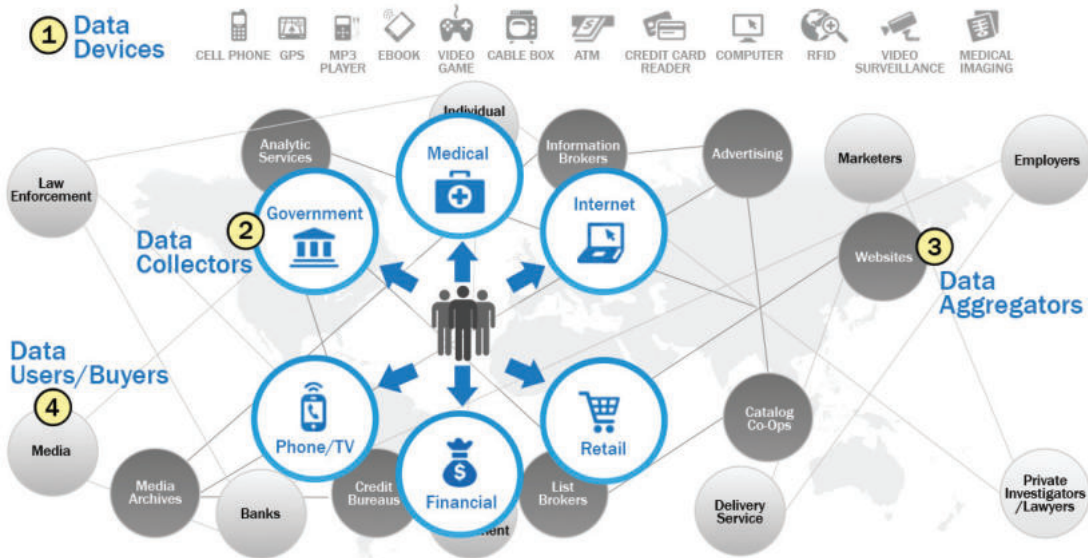 1 Data
Devices
CELL PHONE
GPS
MP3
PLAYER
EBOOK
VIDEO
GAME
CABLE BOX
ATM
CREDIT CARD
READER
COMPUTER
RFID
VIDEO
SURVEILLANCE
MEDICAL
IMAGING
Individual
Analytic
Services
Medical
Information
Brokers
Advertising
Marketers
Employers
Law
Enforcement
Government
Internet
2
Data
Collectors
Websites
3
Data
Aggregators
Data
Users/Buyers
4
Media
Phone/TV
$
Financial
Retail
Catalog
Co-Ops
Media
Archives
Banks
Credit
Bureaus
List
Brokers
Delivery
Service
Private
Investigators
/Lawyers